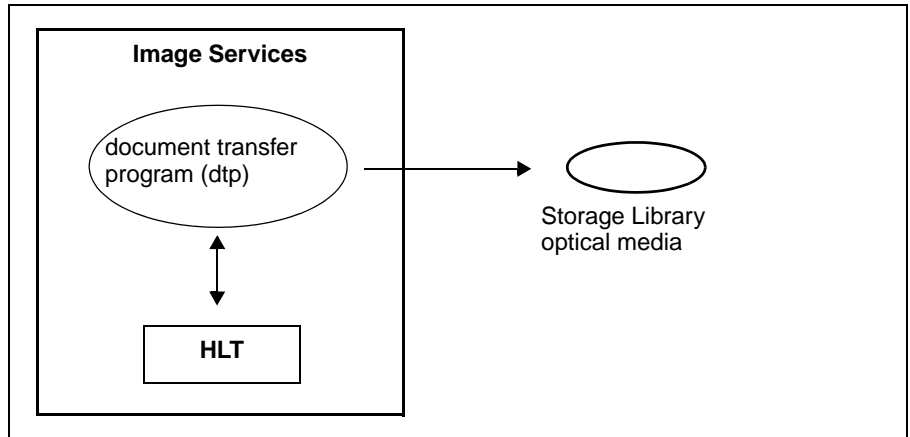 Image Services
document transfer
program (dtp)
HLT
Storage Library
optical media